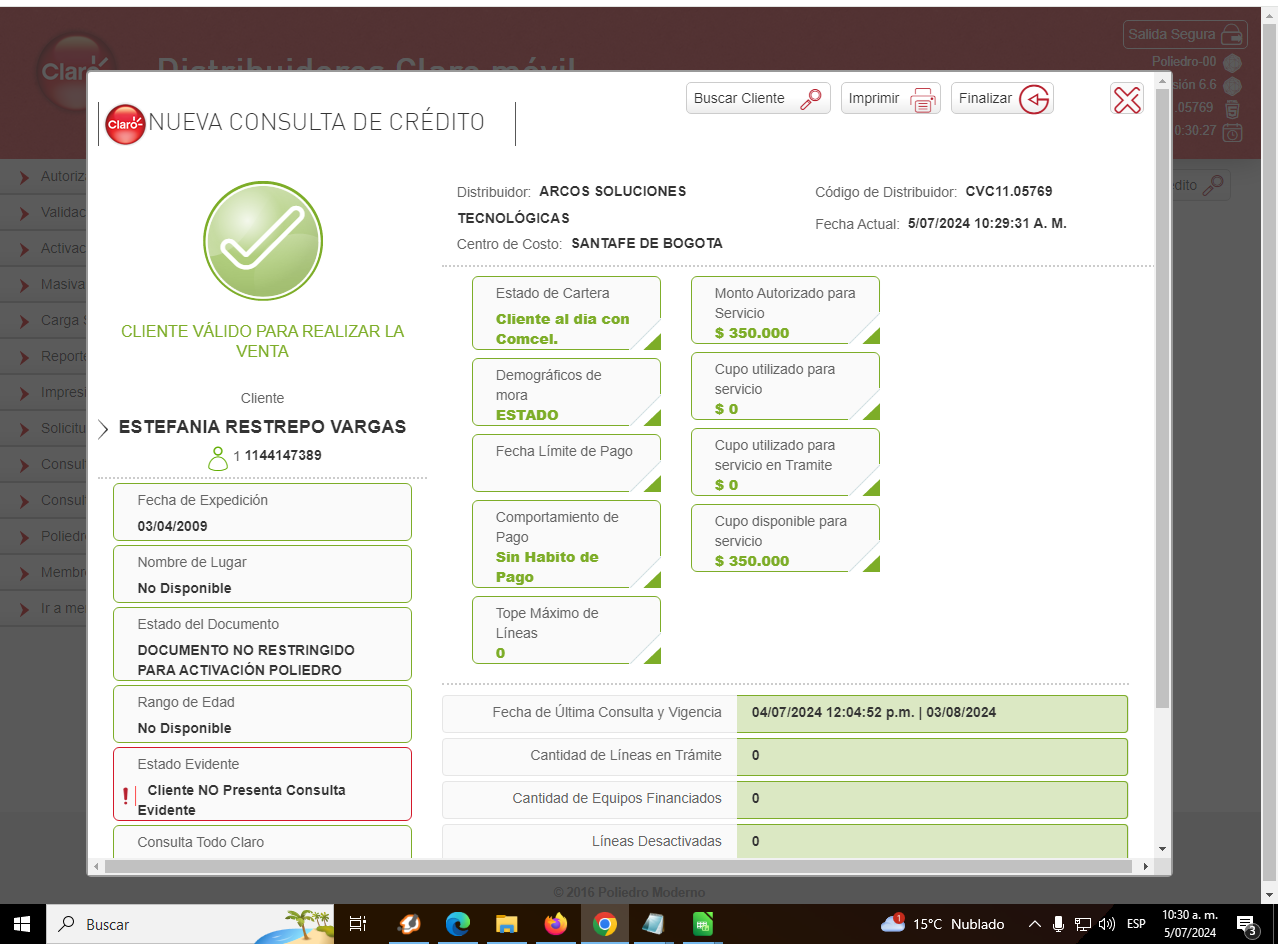 Salida Segura
Claro
Distribuidores Claro móvil
Poliedro-00
sión 6.6
.05769
0:30:27
Buscar Cliente
Imprimir
Finalizar
Claro
NUEVA CONSULTA DE CRÉDITO
Autoriz
Validac
Activac
Masiva
Carga S
Reporte
Impresi
Solicitu
Consul
Consul
Poliedr
Membr
Ir a me
édito
CLIENTE VÁLIDO PARA REALIZAR LA
VENTA
Cliente
ESTEFANIA RESTREPO VARGAS
1 1144147389
Fecha de Expedición
03/04/2009
Nombre de Lugar
No Disponible
Estado del Documento
DOCUMENTO NO RESTRINGIDO
PARA ACTIVACIÓN POLIEDRO
Rango de Edad
No Disponible
Estado Evidente
! Cliente NO Presenta Consulta
Evidente
Consulta Todo Claro
Distribuidor: ARCOS SOLUCIONES
TECNOLÓGICAS
Centro de Costo: SANTAFE DE BOGOTA
Código de Distribuidor: CVC11.05769
Fecha Actual: 5/07/2024 10:29:31 A. M.
Estado de Cartera
Cliente al dia con
Comcel.
Demográficos de
mora
ESTADO
Fecha Límite de Pago
Comportamiento de
Pago
Sin Habito de
Pago
Tope Máximo de
Líneas
0
Monto Autorizado para
Servicio
$ 350.000
Cupo utilizado para
servicio
$ 0
Cupo utilizado para
servicio en Tramite
$ 0
Cupo disponible para
servicio
$ 350.000
Fecha de Última Consulta y Vigencia 04/07/2024 12:04:52 p.m. | 03/08/2024
Cantidad de Líneas en Trámite 0
Cantidad de Equipos Financiados 0
Líneas Desactivadas 0
© 2016 Poliedro Moderno
Buscar
1
15°C Nublado
ESP
10:30 a. m.
5/07/2024
3